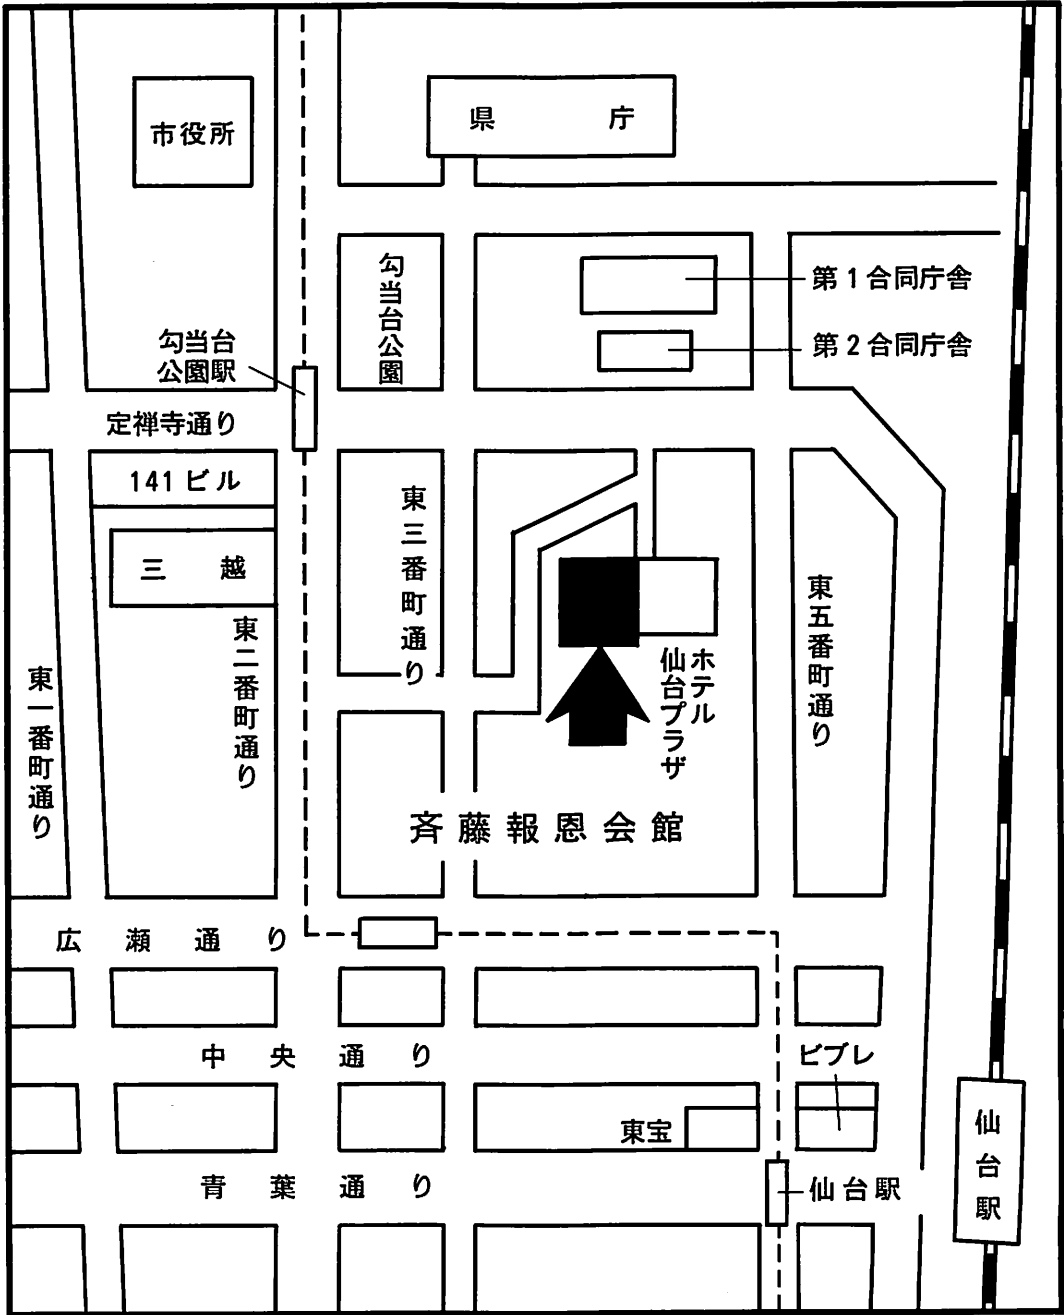 市役所
県庁
勾当台公園
第1合同庁舎
第2合同庁舎
勾当台
公園駅
定禅寺通り
141ビル
三越
東三番町通り
東五番町通り
東二番町通り
東一番町通り
ホテル
仙台プラザ
斉藤報恩会館
広瀬通り
中央通り
ビブレ
東宝
青葉通り
仙台駅
仙台駅